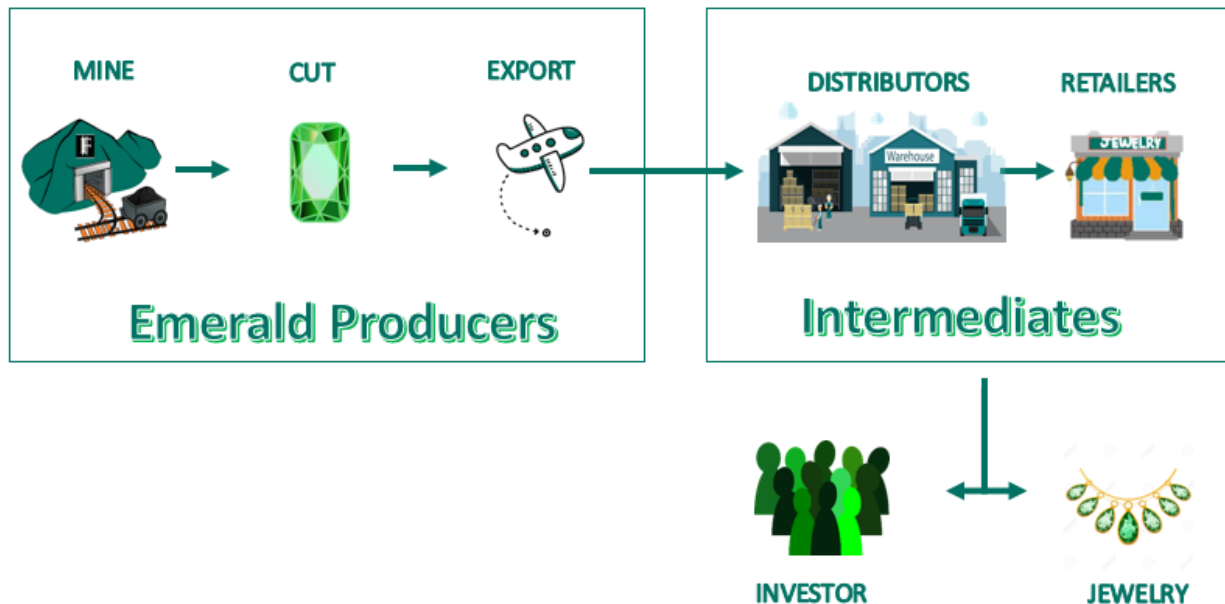 MINE
CUT
EXPORT
F
Emerald Producers
DISTRIBUTORS
RETAILERS
Warehouse
JEWELRY
Intermediates
INVESTOR
JEWELRY